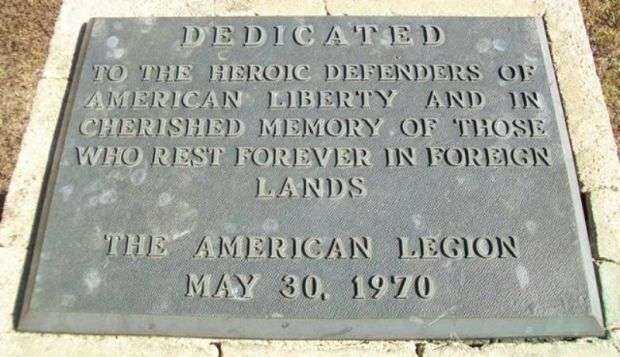 DEDICATED
TO THE HEROIC DEFENDERS OF
AMERICAN LIBERTY AND IN
CHERISHED MEMORY OF THOSE
WHO REST FOREVER IN FOREIGN
LANDS
THE AMERICAN LEGION
MAY 30, 1970